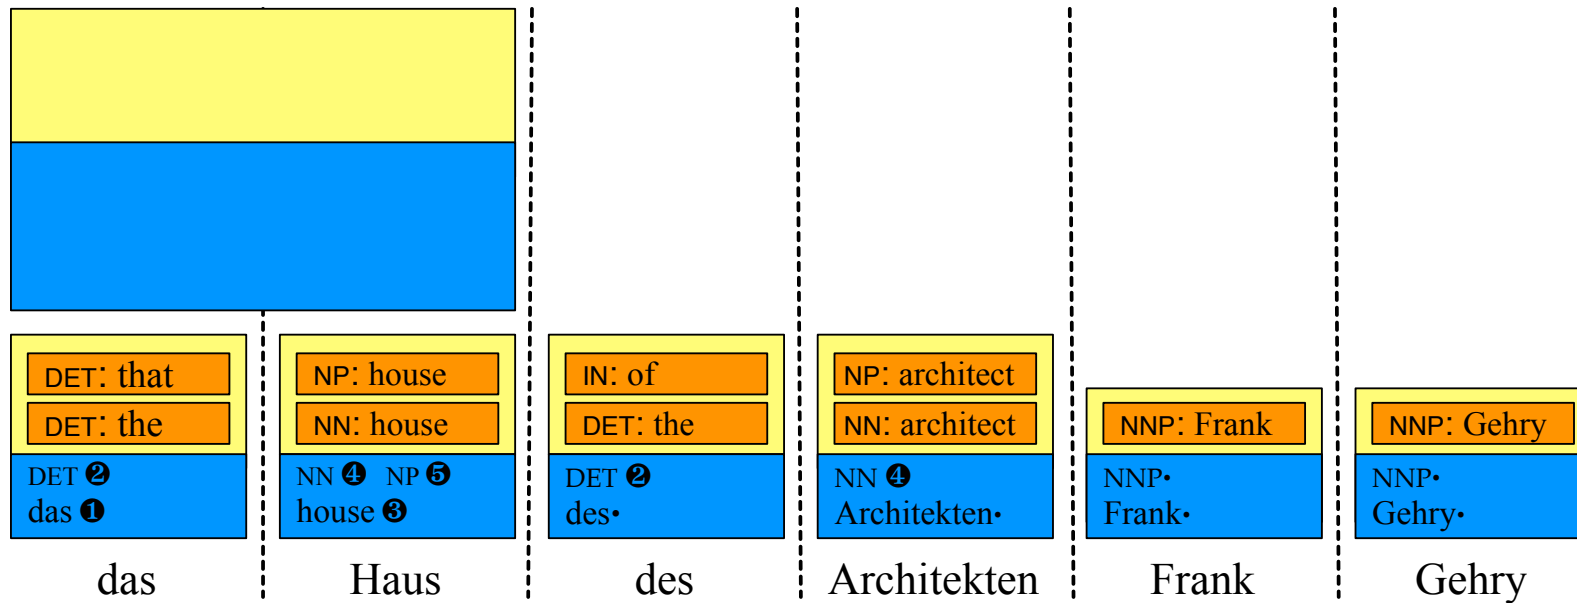 DET: that
DET: the
DET ❷
das ❶
NP: house
NN: house
NN ❹ NP ❺
house ❸
IN: of
DET: the
DET ❷
des•
NP: architect
NN: architect
NN ❹
Architekten•
NNP: Frank
NNP•
Frank•
NNP: Gehry
NNP•
Gehry•
das Haus des Architekten Frank Gehry